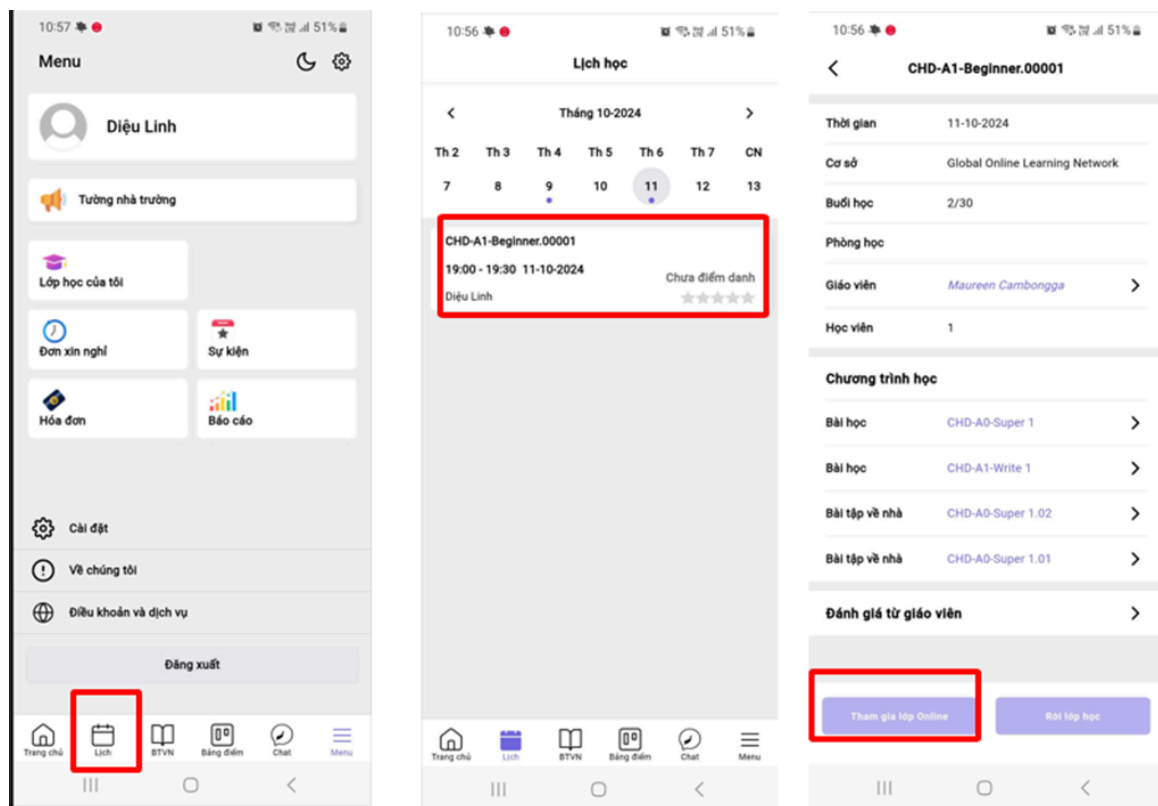 10:57 51%
Menu
Diệu Linh
Tường nhà trường
Lớp học của tôi
Đơn xin nghỉ
Sự kiện
Hóa đơn
Báo cáo
Cài đặt
Về chúng tôi
Điều khoản và dịch vụ
Đăng xuất
Trang chủ Lịch BTVN Bảng điểm Chat Menu
10:56 51%
Lịch học
Tháng 10-2024
Th 2 Th 3 Th 4 Th 5 Th 6 Th 7 CN
7 8 9 10 11 12 13
CHD-A1-Beginner.00001
19:00 - 19:30 11-10-2024
Chưa điểm danh
Diệu Linh
Trang chủ Lịch BTVN Bảng điểm Chat Menu
10:56 51%
CHD-A1-Beginner.00001
Thời gian 11-10-2024
Cơ sở Global Online Learning Network
Buổi học 2/30
Phòng học
Giáo viên Maureen Cambongga
Học viên 1
Chương trình học
Bài học CHD-A0-Super 1
Bài học CHD-A1-Write 1
Bài tập về nhà CHD-A0-Super 1.02
Bài tập về nhà CHD-A0-Super 1.01
Đánh giá từ giáo viên
Tham gia lớp Online Rời lớp học